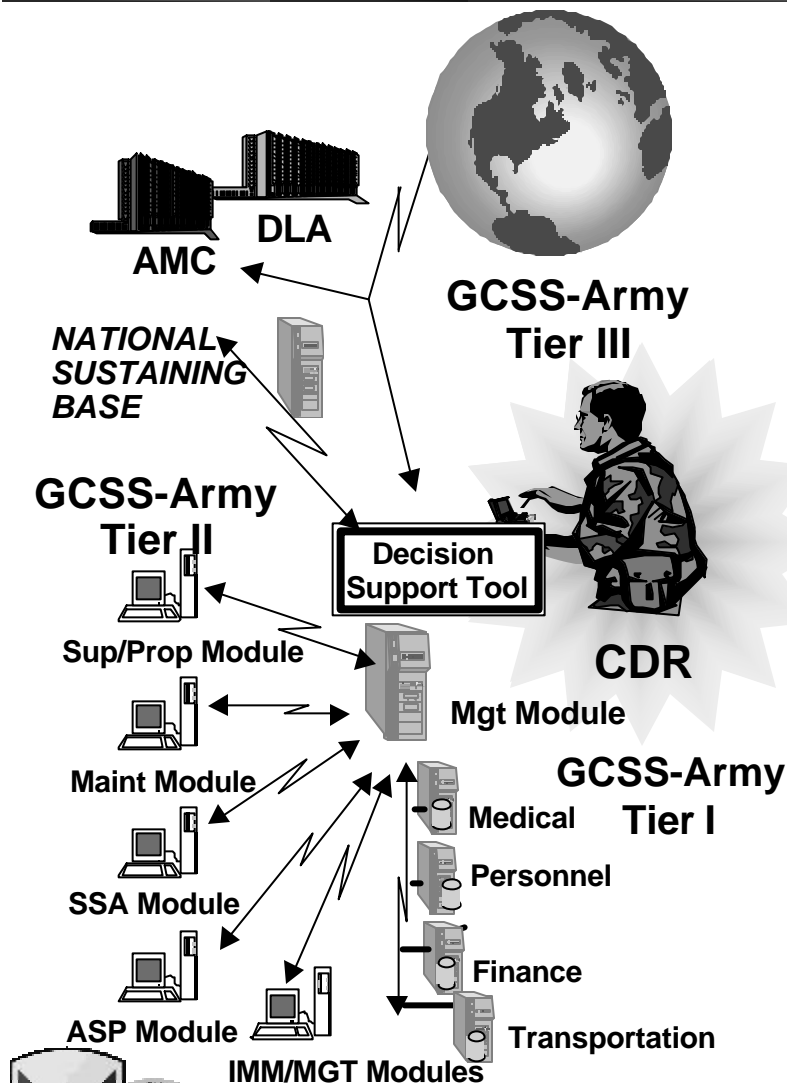 DLA
AMC
GCSS-Army
Tier III
NATIONAL
SUSTAINING
BASE
GCSS-Army
Tier II
Decision
Support Tool
CDR
Sup/Prop Module
Mgt Module
Maint Module
GCSS-Army
Tier I
Medical
Personnel
SSA Module
Finance
ASP Module
Transportation
IMM/MGT Modules